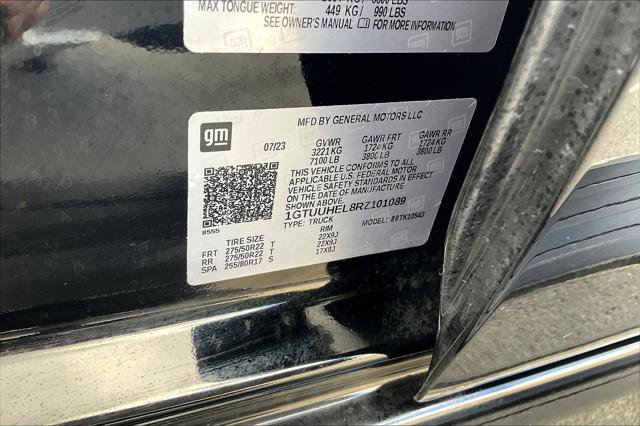 MAX TONGUE WEIGHT: 449 KG / 990 LBS
SEE OWNER'S MANUAL FOR MORE INFORMATION
gm
MFD BY GENERAL MOTORS LLC
07/23 GVWR GAWR FRT GAWR RR
3221 KG 1724 KG 1724 KG
7100 LB 3800 LB 3800 LB
THIS VEHICLE CONFORMS TO ALL
APPLICABLE U.S. FEDERAL MOTOR
VEHICLE SAFETY STANDARDS IN EFFECT
ON THE DATE OF MANUFACTURE
SHOWN ABOVE.
1GTUUHEL8RZ101089
8555 TYPE: TRUCK MODEL: 89TK10543
TIRE SIZE RIM
FRT 275/50R22 T 22X9J
RR 275/50R22 T 22X9J
SPA 255/80R17 S 17X8J